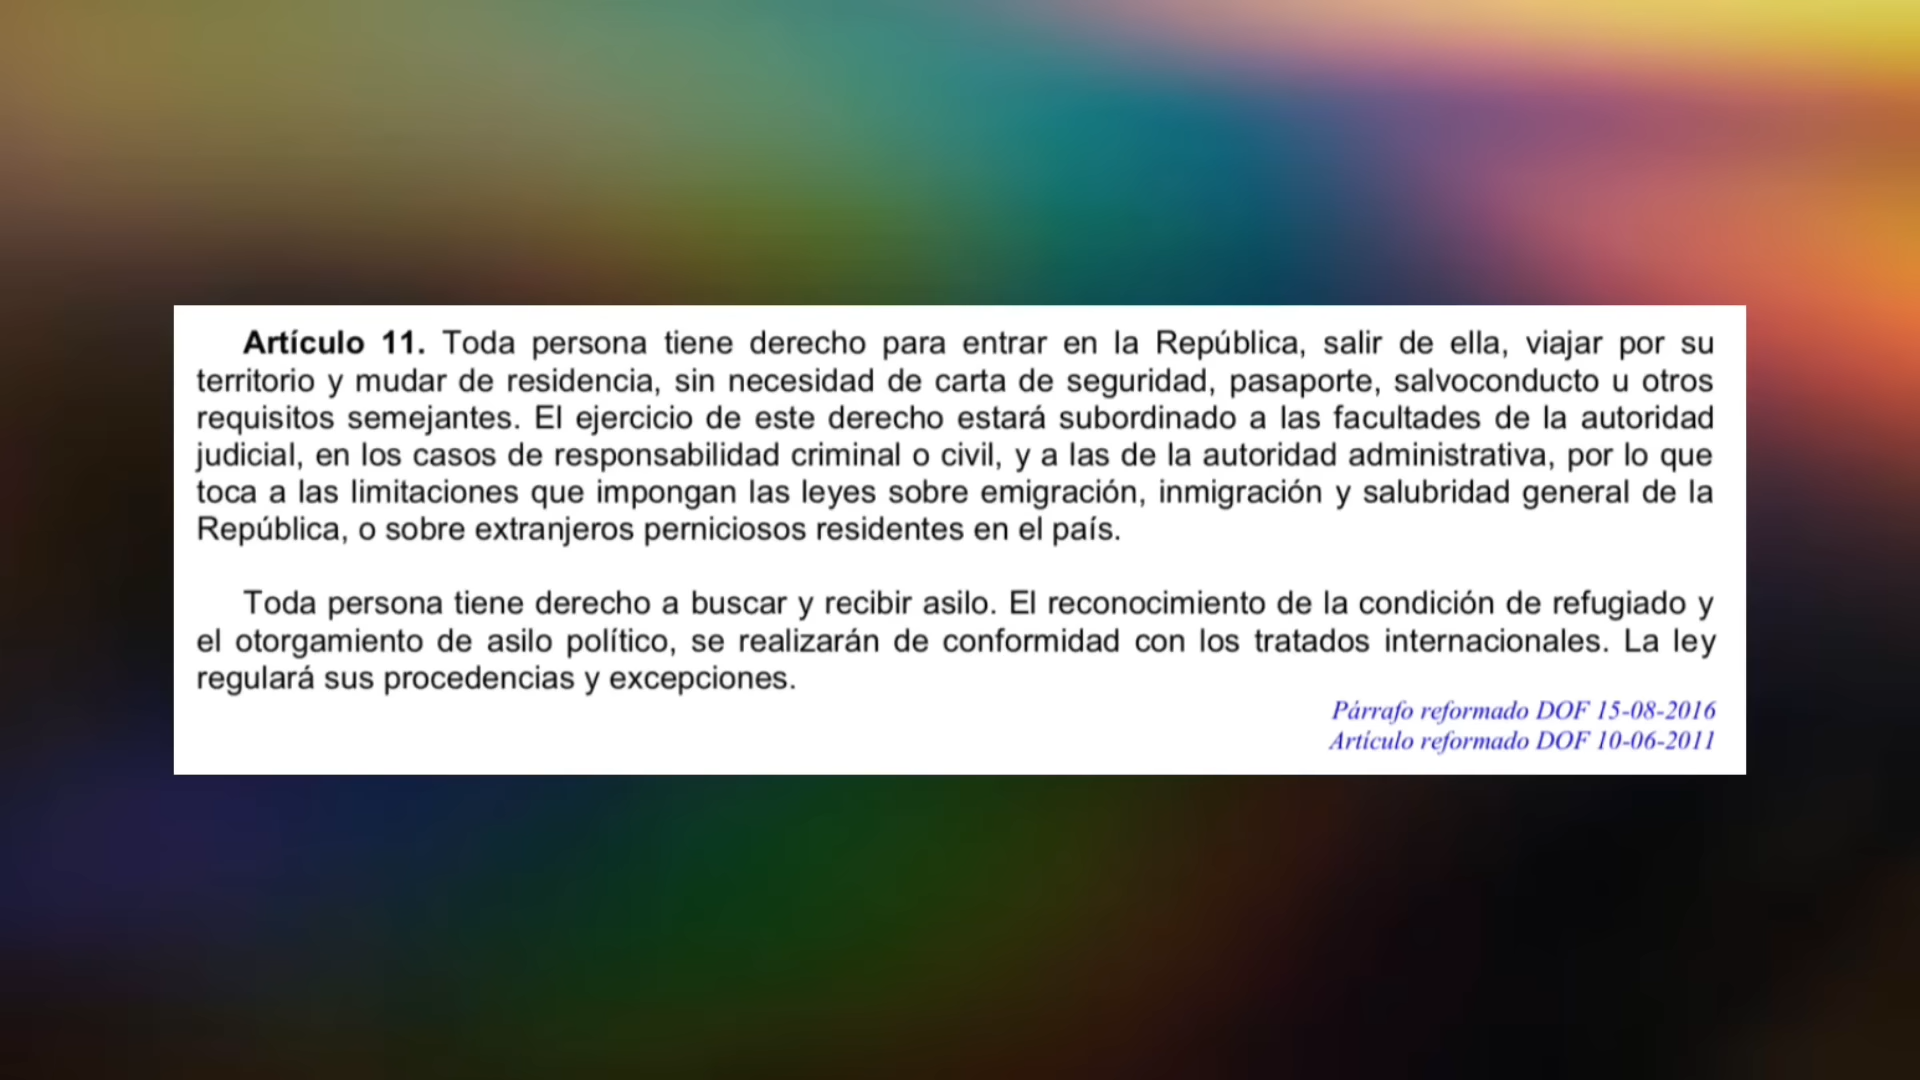 Artículo 11. Toda persona tiene derecho para entrar en la República, salir de ella, viajar por su
territorio y mudar de residencia, sin necesidad de carta de seguridad, pasaporte, salvoconducto u otros
requisitos semejantes. El ejercicio de este derecho estará subordinado a las facultades de la autoridad
judicial, en los casos de responsabilidad criminal o civil, y a las de la autoridad administrativa, por lo que
toca a las limitaciones que impongan las leyes sobre emigración, inmigración y salubridad general de la
República, o sobre extranjeros perniciosos residentes en el país.
Toda persona tiene derecho a buscar y recibir asilo. El reconocimiento de la condición de refugiado y
el otorgamiento de asilo político, se realizarán de conformidad con los tratados internacionales. La ley
regulará sus procedencias y excepciones.
Párrafo reformado DOF 15-08-2016
Artículo reformado DOF 10-06-2011